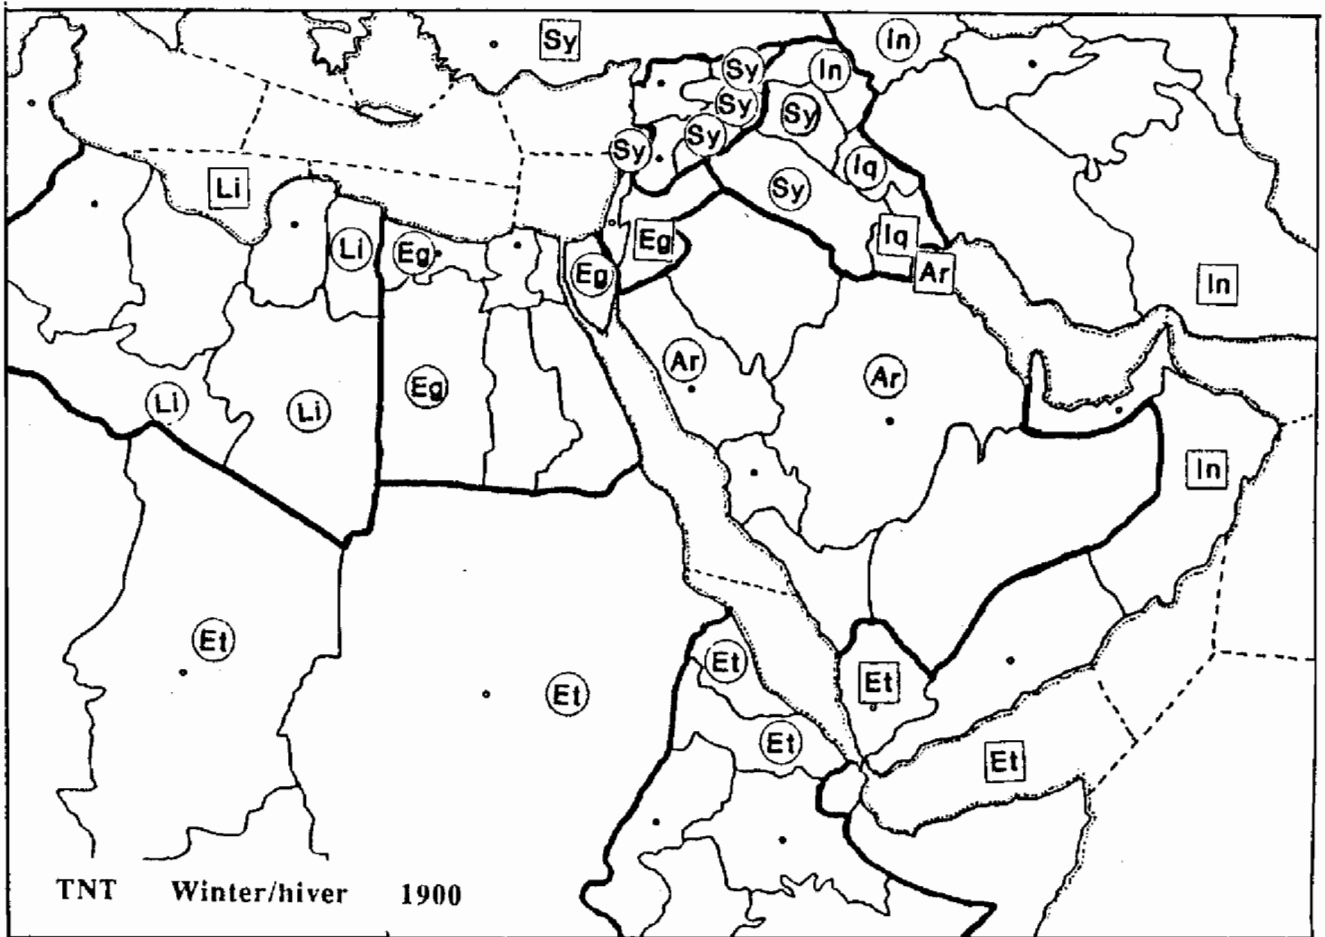 Sy
In
Sy
In
Sy
Sy
Sy
Sy
Iq
Li
Sy
Iq
Eg
Li
Eg
Eg
Ar
In
Ar
Ar
Eg
Li
Li
In
Et
Et
Et
Et
Et
Et
TNT Winter/hiver 1900